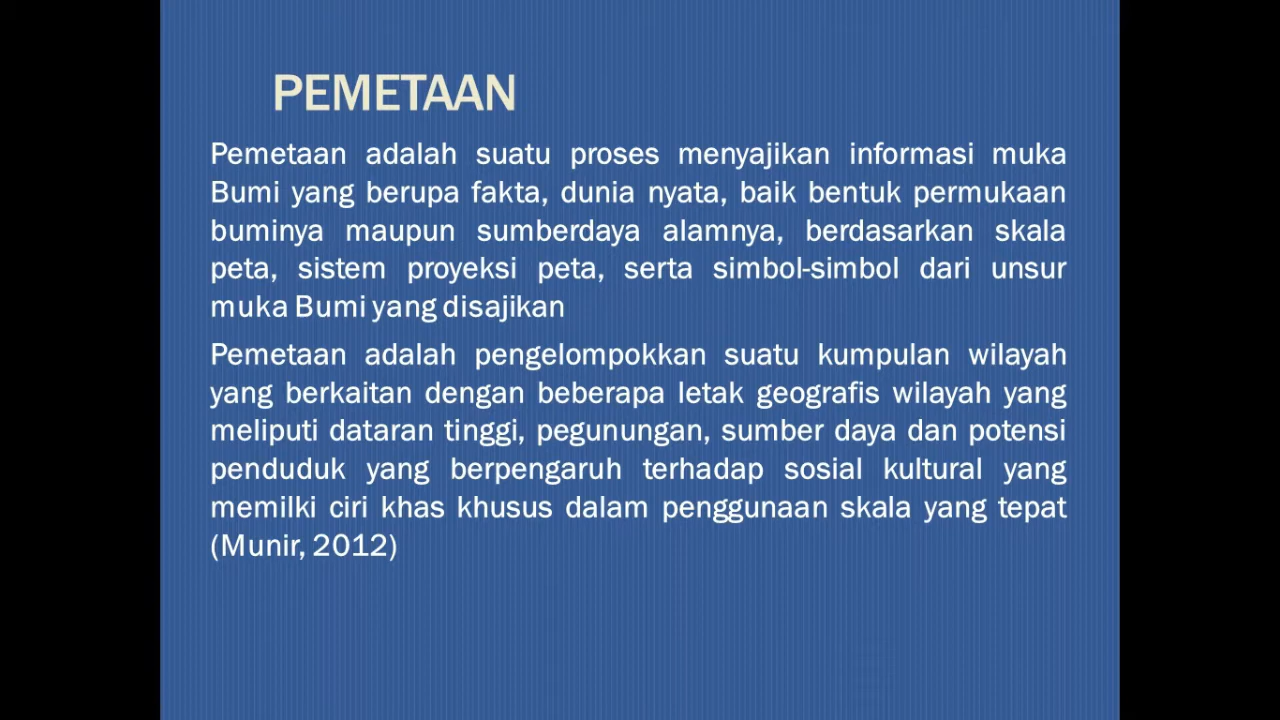 PEMETAAN
Pemetaan adalah suatu proses menyajikan informasi muka
Bumi yang berupa fakta, dunia nyata, baik bentuk permukaan
buminya maupun sumberdaya alamnya, berdasarkan skala
peta, sistem proyeksi peta, serta simbol-simbol dari unsur
muka Bumi yang disajikan
Pemetaan adalah pengelompokkan suatu kumpulan wilayah
yang berkaitan dengan beberapa letak geografis wilayah yang
meliputi dataran tinggi, pegunungan, sumber daya dan potensi
penduduk yang berpengaruh terhadap sosial kultural yang
memilki ciri khas khusus dalam penggunaan skala yang tepat
(Munir, 2012)